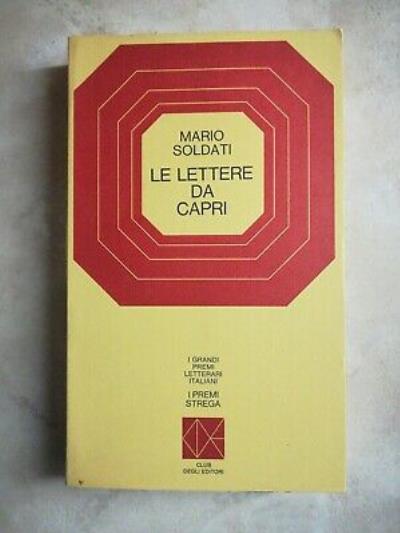 MARIO
SOLDATI
LE LETTERE
DA
CAPRI
I GRANDI
PREMI
LETTERARI
ITALIANI
I PREMI
STREGA
CLUB
DEGLI EDITORI